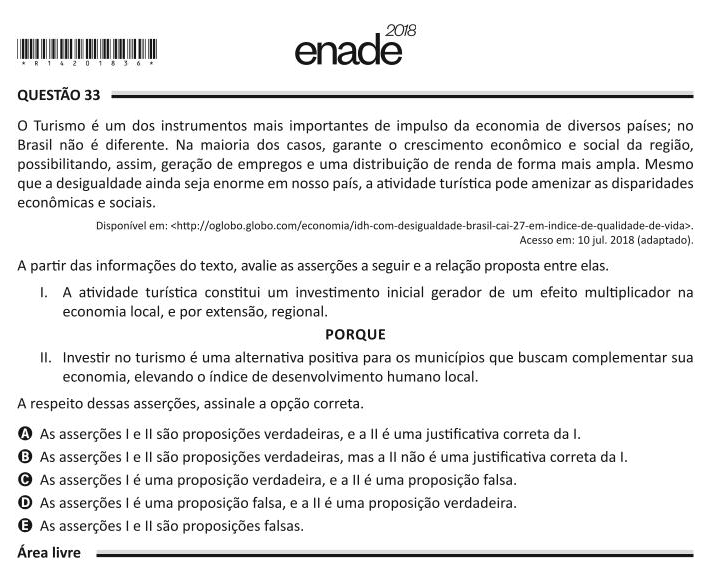 2018
enade
* R 1 4 2 0 1 8 3 6 *
QUESTÃO 33
O Turismo é um dos instrumentos mais importantes de impulso da economia de diversos países; no
Brasil não é diferente. Na maioria dos casos, garante o crescimento econômico e social da região,
possibilitando, assim, geração de empregos e uma distribuição de renda de forma mais ampla. Mesmo
que a desigualdade ainda seja enorme em nosso país, a atividade turística pode amenizar as disparidades
econômicas e sociais.
Disponível em: <http://oglobo.globo.com/economia/idh-com-desigualdade-brasil-cai-27-em-indice-de-qualidade-de-vida>.
Acesso em: 10 jul. 2018 (adaptado).
A partir das informações do texto, avalie as asserções a seguir e a relação proposta entre elas.
I. A atividade turística constitui um investimento inicial gerador de um efeito multiplicador na
economia local, e por extensão, regional.
PORQUE
II. Investir no turismo é uma alternativa positiva para os municípios que buscam complementar sua
economia, elevando o índice de desenvolvimento humano local.
A respeito dessas asserções, assinale a opção correta.
A As asserções I e II são proposições verdadeiras, e a II é uma justificativa correta da I.
B As asserções I e II são proposições verdadeiras, mas a II não é uma justificativa correta da I.
C As asserções I é uma proposição verdadeira, e a II é uma proposição falsa.
D As asserções I é uma proposição falsa, e a II é uma proposição verdadeira.
E As asserções I e II são proposições falsas.
Área livre